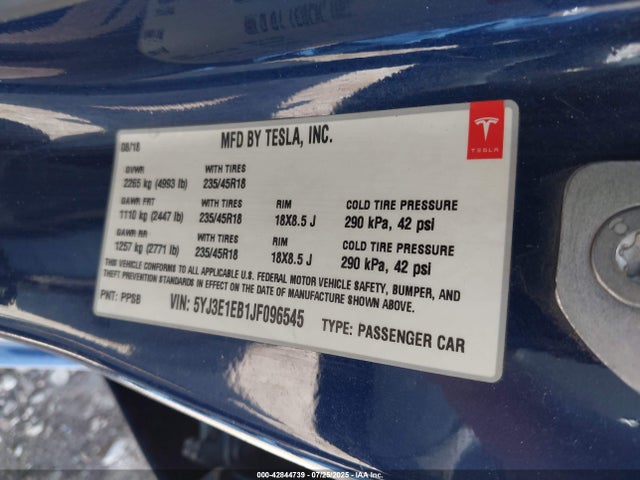 08/18
MFD BY TESLA, INC.
TESLA
GVWR WITH TIRES
2265 kg (4993 lb) 235/45R18
GAWR FRT WITH TIRES RIM COLD TIRE PRESSURE
1110 kg (2447 lb) 235/45R18 18X8.5 J 290 kPa, 42 psi
GAWR RR WITH TIRES RIM COLD TIRE PRESSURE
1257 kg (2771 lb) 235/45R18 18X8.5 J 290 kPa, 42 psi
THIS VEHICLE CONFORMS TO ALL APPLICABLE U.S. FEDERAL MOTOR VEHICLE SAFETY, BUMPER, AND
THEFT PREVENTION STANDARDS IN EFFECT ON THE DATE OF MANUFACTURE SHOWN ABOVE.
PNT: PPSB VIN: 5YJ3E1EB1JF096545 TYPE: PASSENGER CAR
000-42844739 - 07/25/2025 - IAA Inc.